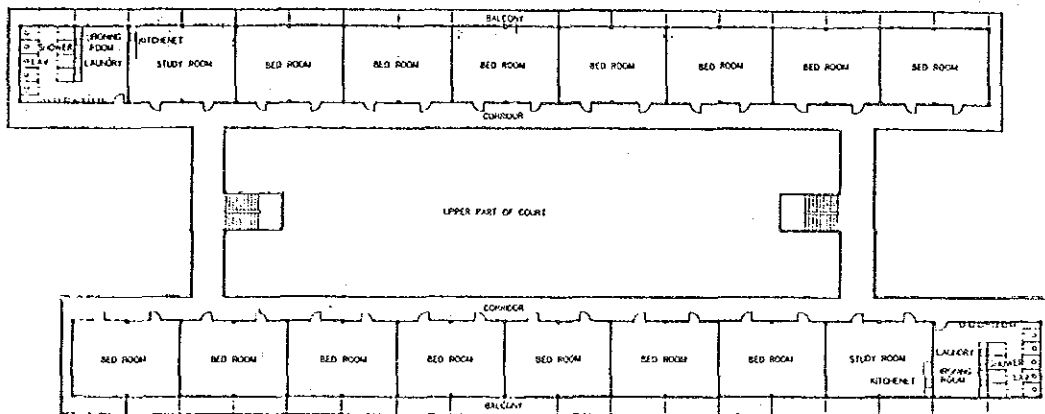 BALCONY
SHOWER
LAV
IRONING
ROOM
LAUNDRY
KITCHENET
STUDY ROOM
BED ROOM
BED ROOM
BED ROOM
BED ROOM
BED ROOM
BED ROOM
BED ROOM
CORRIDOR
UPPER PART OF COURT
CORRIDOR
BED ROOM
BED ROOM
BED ROOM
BED ROOM
BED ROOM
BED ROOM
BED ROOM
STUDY ROOM
KITCHENET
LAUNDRY
IRONING
ROOM
SHOWER
LAV
BALCONY